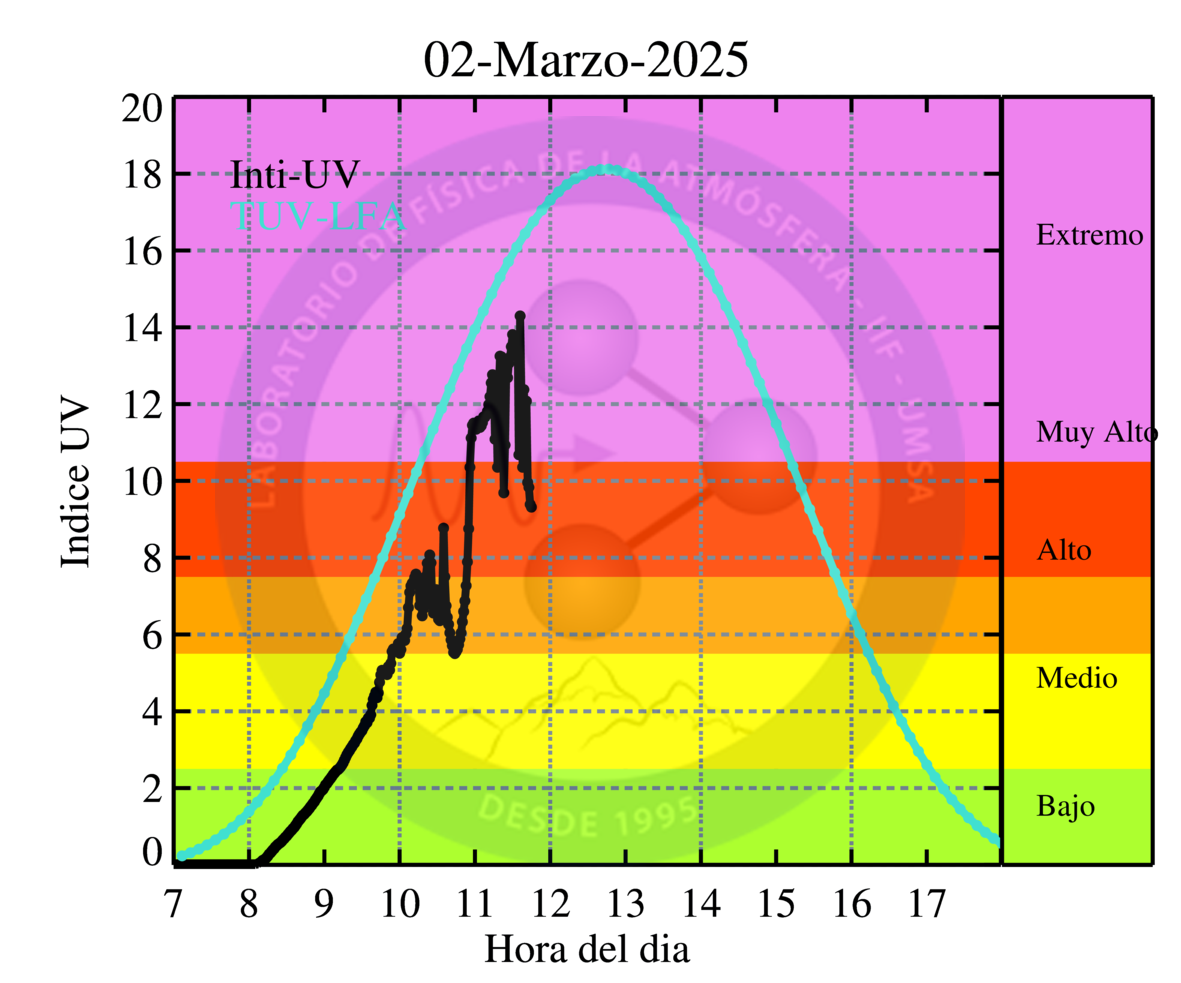 02-Marzo-2025
Inti-UV
TUV-LFA
LABORATORIO DE FÍSICA DE LA ATMÓSFERA - IIF - UMSA
DESDE 1995
Indice UV
20
18
16
14
12
10
8
6
4
2
0
Extremo
Muy Alto
Alto
Medio
Bajo
7 8 9 10 11 12 13 14 15 16 17
Hora del dia